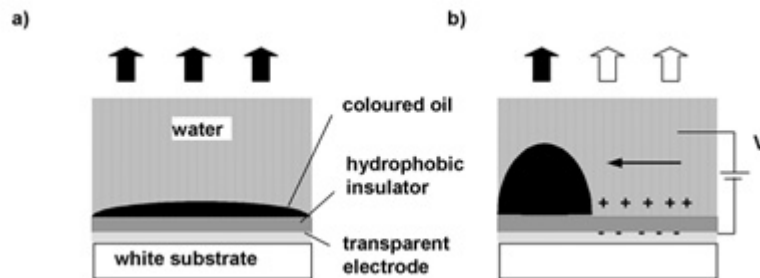 a)
b)
water
coloured oil
hydrophobic
insulator
transparent
electrode
white substrate
V
+ + + + +
- - - - -